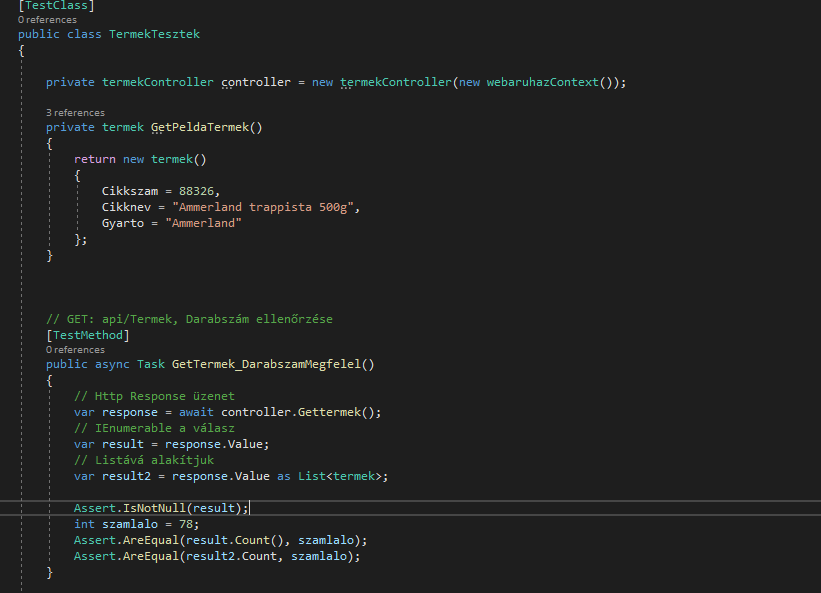 [TestClass]
0 references
public class TermekTesztek
{
private termekController controller = new termekController(new webaruhazContext());
3 references
private termek GetPeldaTermek()
{
return new termek()
{
Cikkszam = 88326,
Cikknev = "Ammerland trappista 500g",
Gyarto = "Ammerland"
};
}
// GET: api/Termek, Darabszám ellenőrzése
[TestMethod]
0 references
public async Task GetTermek_DarabszamMegfelel()
{
// Http Response üzenet
var response = await controller.Gettermek();
// IEnumerable a válasz
var result = response.Value;
// Listává alakítjuk
var result2 = response.Value as List<termek>;
Assert.IsNotNull(result);
int szamlalo = 78;
Assert.AreEqual(result.Count(), szamlalo);
Assert.AreEqual(result2.Count, szamlalo);
}